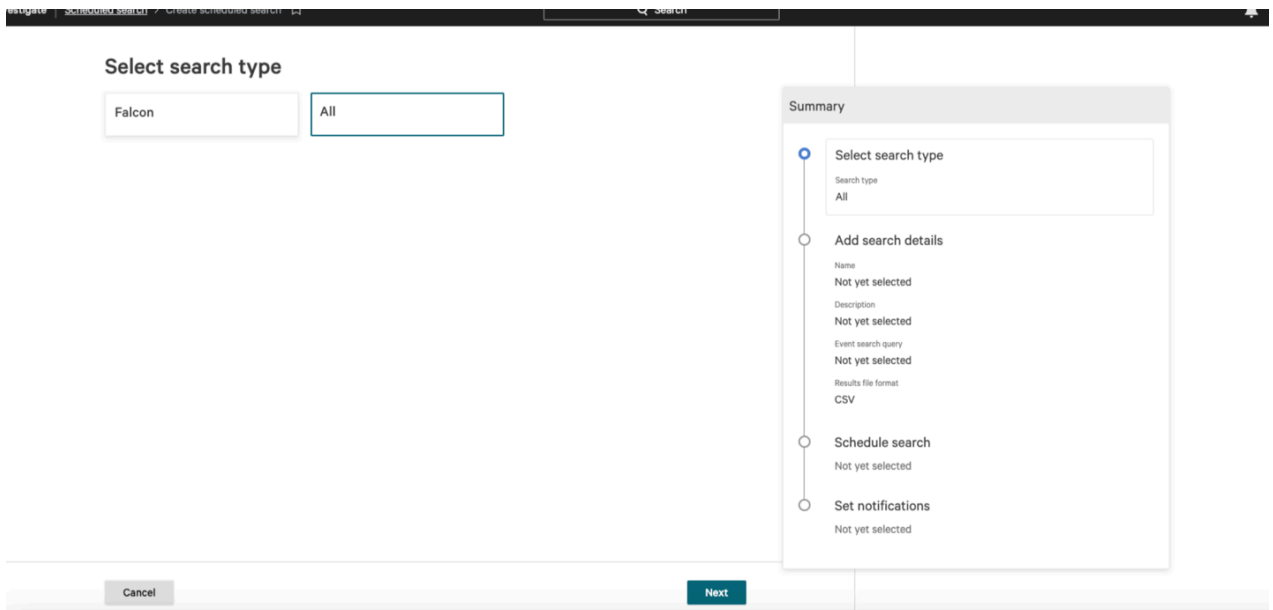 estigate | Scheduled search > Create scheduled search
Search
Select search type
Falcon
All
Summary
Select search type
Search type
All
Add search details
Name
Not yet selected
Description
Not yet selected
Event search query
Not yet selected
Results file format
CSV
Schedule search
Not yet selected
Set notifications
Not yet selected
Cancel
Next